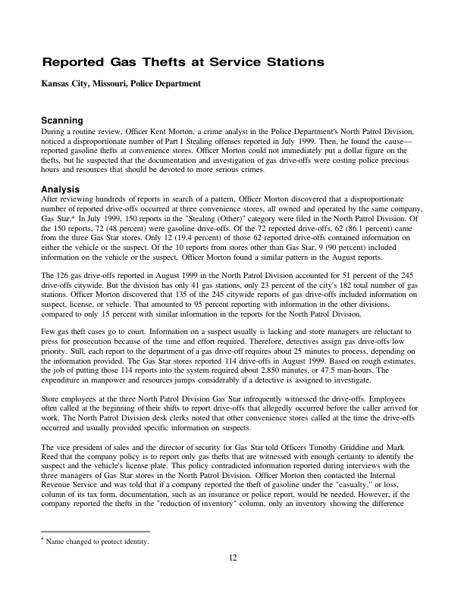 Reported Gas Thefts at Service Stations
Kansas City, Missouri, Police Department
Scanning
During a routine review, Officer Kent Morton, a crime analyst in the Police Department's North Patrol Division,
noticed a disproportionate number of Part I Stealing offenses reported in July 1999. Then, he found the cause—
reported gasoline thefts at convenience stores. Officer Morton could not immediately put a dollar figure on the
thefts, but he suspected that the documentation and investigation of gas drive-offs were costing police precious
hours and resources that should be devoted to more serious crimes.
Analysis
After reviewing hundreds of reports in search of a pattern, Officer Morton discovered that a disproportionate
number of reported drive-offs occurred at three convenience stores, all owned and operated by the same company,
Gas Star.* In July 1999, 150 reports in the "Stealing (Other)" category were filed in the North Patrol Division. Of
the 150 reports, 72 (48 percent) were gasoline drive-offs. Of the 72 reported drive-offs, 62 (86.1 percent) came
from the three Gas Star stores. Only 12 (19.4 percent) of those 62 reported drive-offs contained information on
either the vehicle or the suspect. Of the 10 reports from stores other than Gas Star, 9 (90 percent) included
information on the vehicle or the suspect. Officer Morton found a similar pattern in the August reports.
The 126 gas drive-offs reported in August 1999 in the North Patrol Division accounted for 51 percent of the 245
drive-offs citywide. But the division has only 41 gas stations, only 23 percent of the city's 182 total number of gas
stations. Officer Morton discovered that 135 of the 245 citywide reports of gas drive-offs included information on
suspect, license, or vehicle. That amounted to 95 percent reporting with information in the other divisions,
compared to only 15 percent with similar information in the reports for the North Patrol Division.
Few gas theft cases go to court. Information on a suspect usually is lacking and store managers are reluctant to
press for prosecution because of the time and effort required. Therefore, detectives assign gas drive-offs low
priority. Still, each report to the department of a gas drive-off requires about 25 minutes to process, depending on
the information provided. The Gas Star stores reported 114 drive-offs in August 1999. Based on rough estimates,
the job of putting those 114 reports into the system required about 2,850 minutes, or 47.5 man-hours. The
expenditure in manpower and resources jumps considerably if a detective is assigned to investigate.
Store employees at the three North Patrol Division Gas Star infrequently witnessed the drive-offs. Employees
often called at the beginning of their shifts to report drive-offs that allegedly occurred before the caller arrived for
work. The North Patrol Division desk clerks noted that other convenience stores called at the time the drive-offs
occurred and usually provided specific information on suspects.
The vice president of sales and the director of security for Gas Star told Officers Timothy Griddine and Mark
Reed that the company policy is to report only gas thefts that are witnessed with enough certainty to identify the
suspect and the vehicle's license plate. This policy contradicted information reported during interviews with the
three managers of Gas Star stores in the North Patrol Division. Officer Morton then contacted the Internal
Revenue Service and was told that if a company reported the theft of gasoline under the "casualty," or loss,
column of its tax form, documentation, such as an insurance or police report, would be needed. However, if the
company reported the thefts in the "reduction of inventory" column, only an inventory showing the difference
* Name changed to protect identity.
12